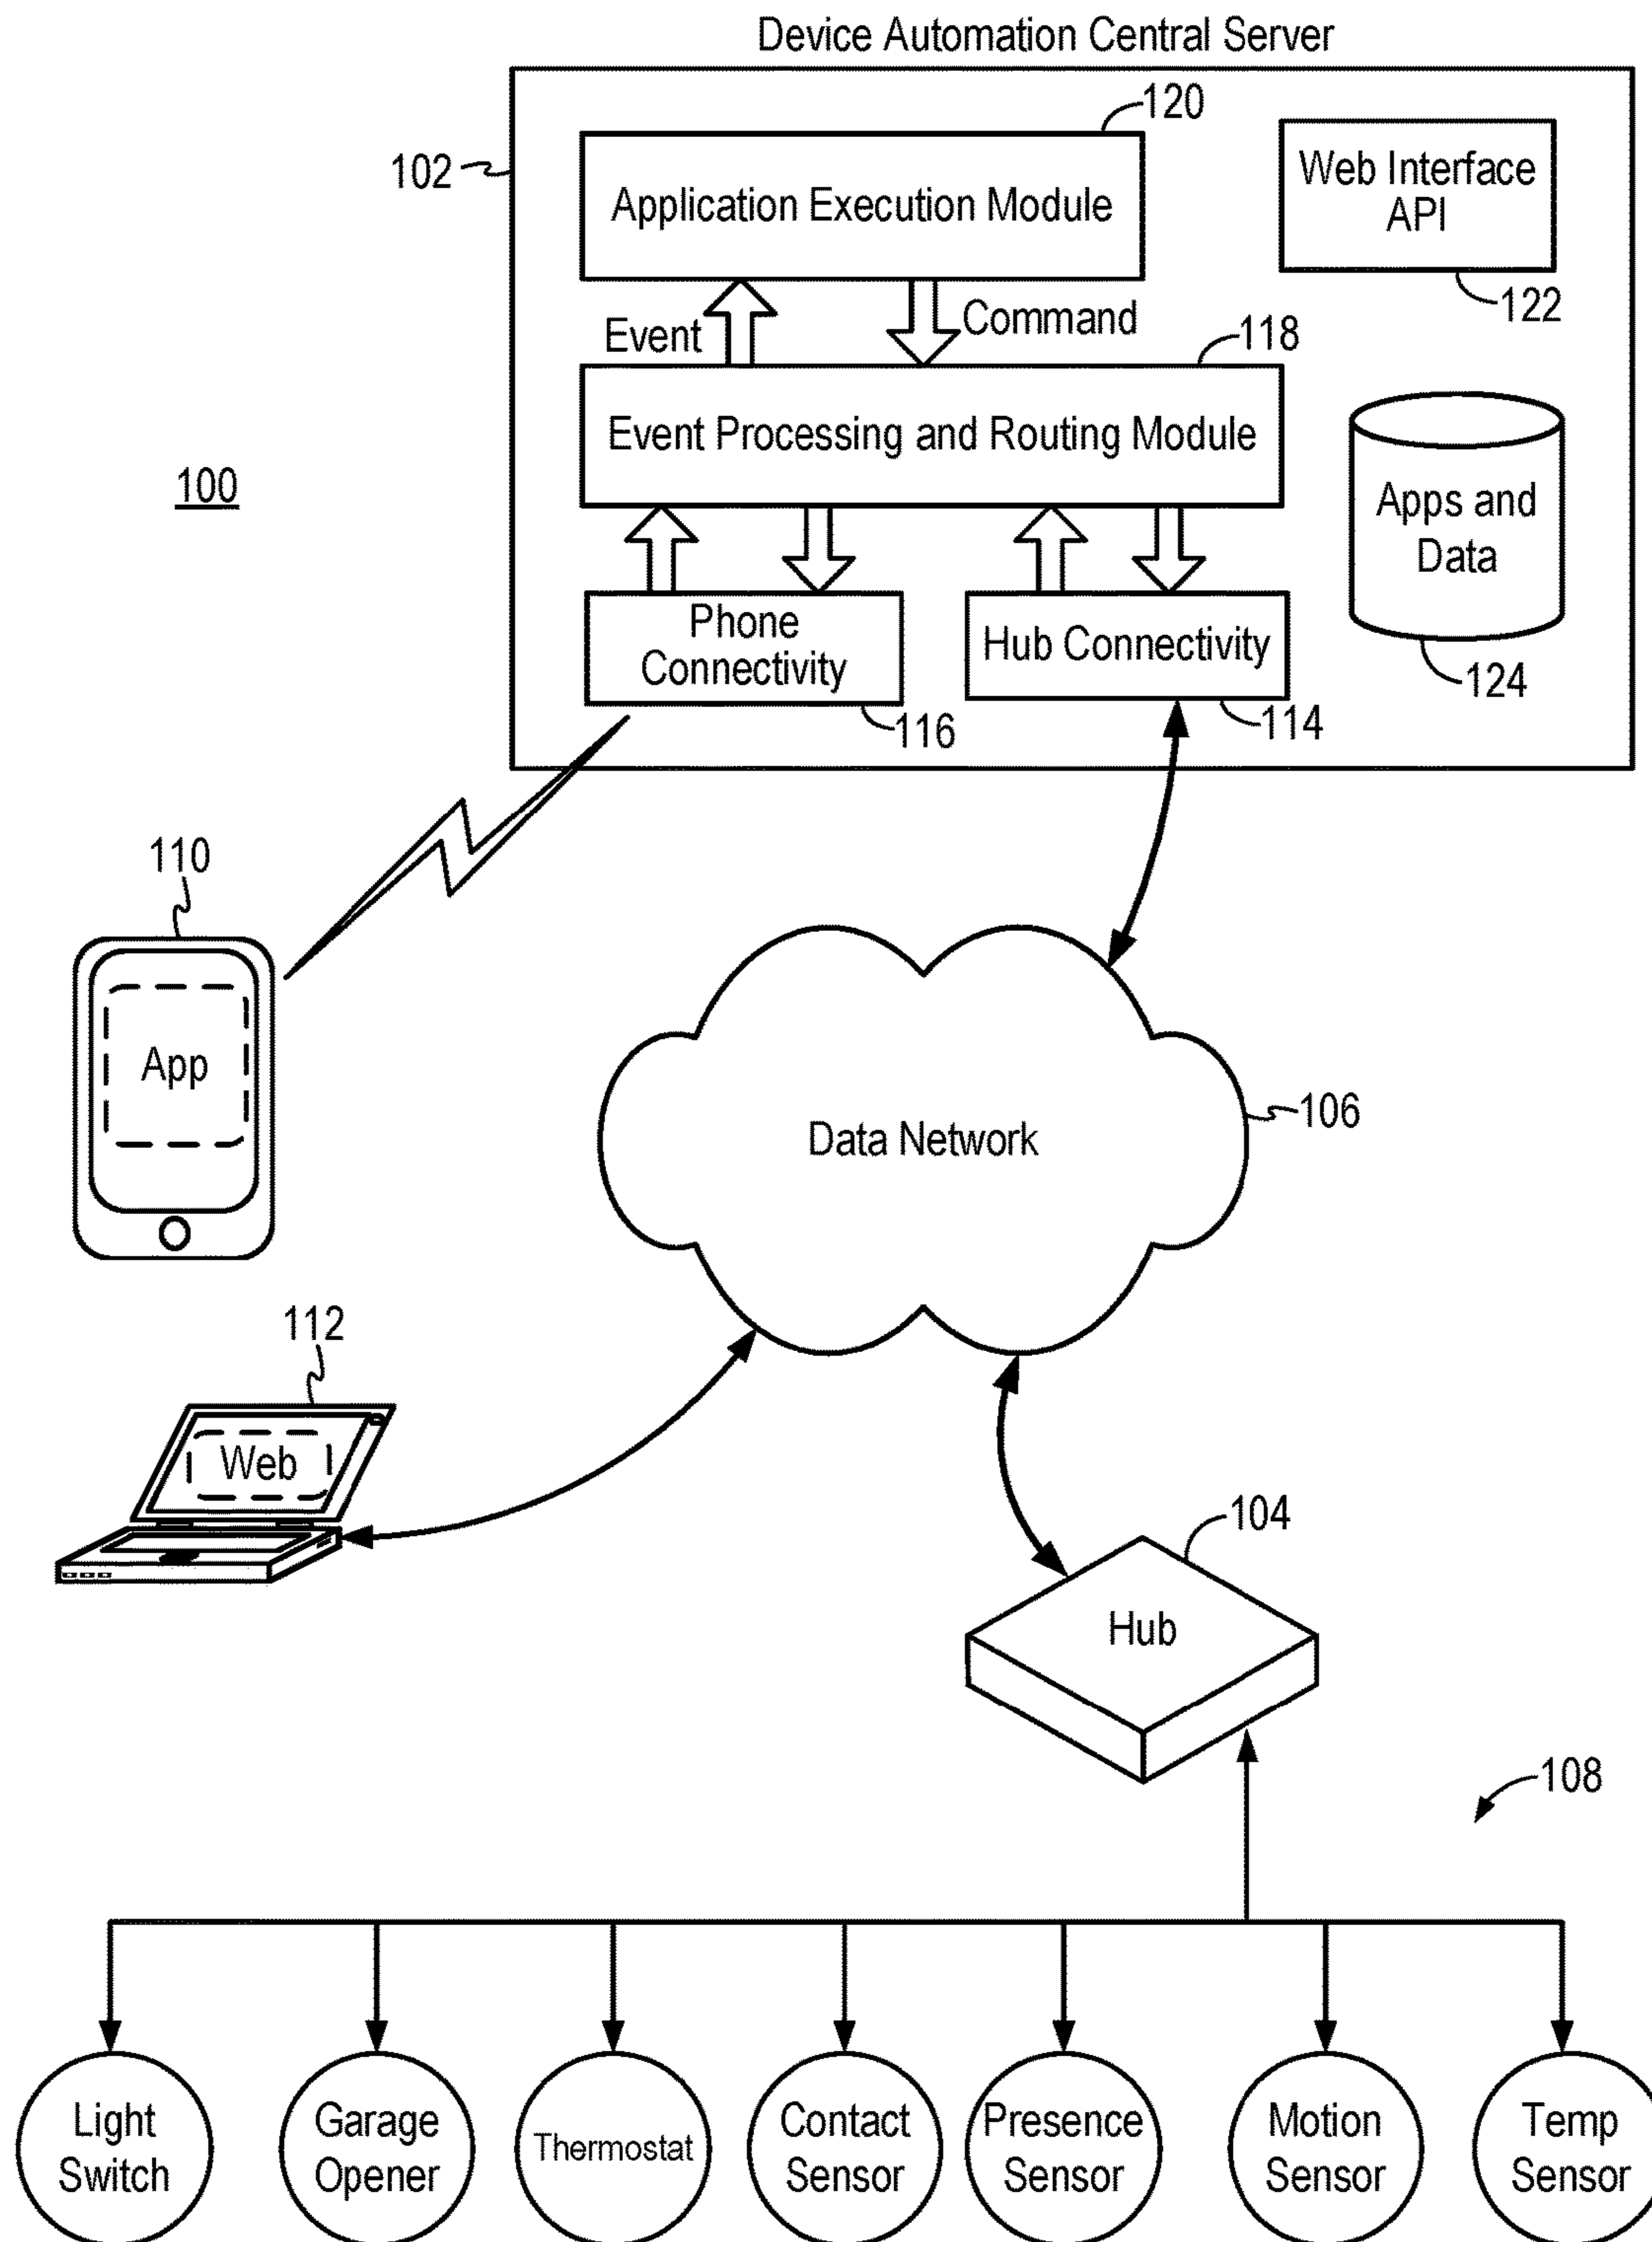 Device Automation Central Server
120
102
Application Execution Module
Web Interface
API
122
Event
Command
118
Event Processing and Routing Module
100
Apps and
Data
124
Phone
Connectivity
116
Hub Connectivity
114
110
App
Data Network
106
112
Web
104
Hub
108
Light
Switch
Garage
Opener
Thermostat
Contact
Sensor
Presence
Sensor
Motion
Sensor
Temp
Sensor